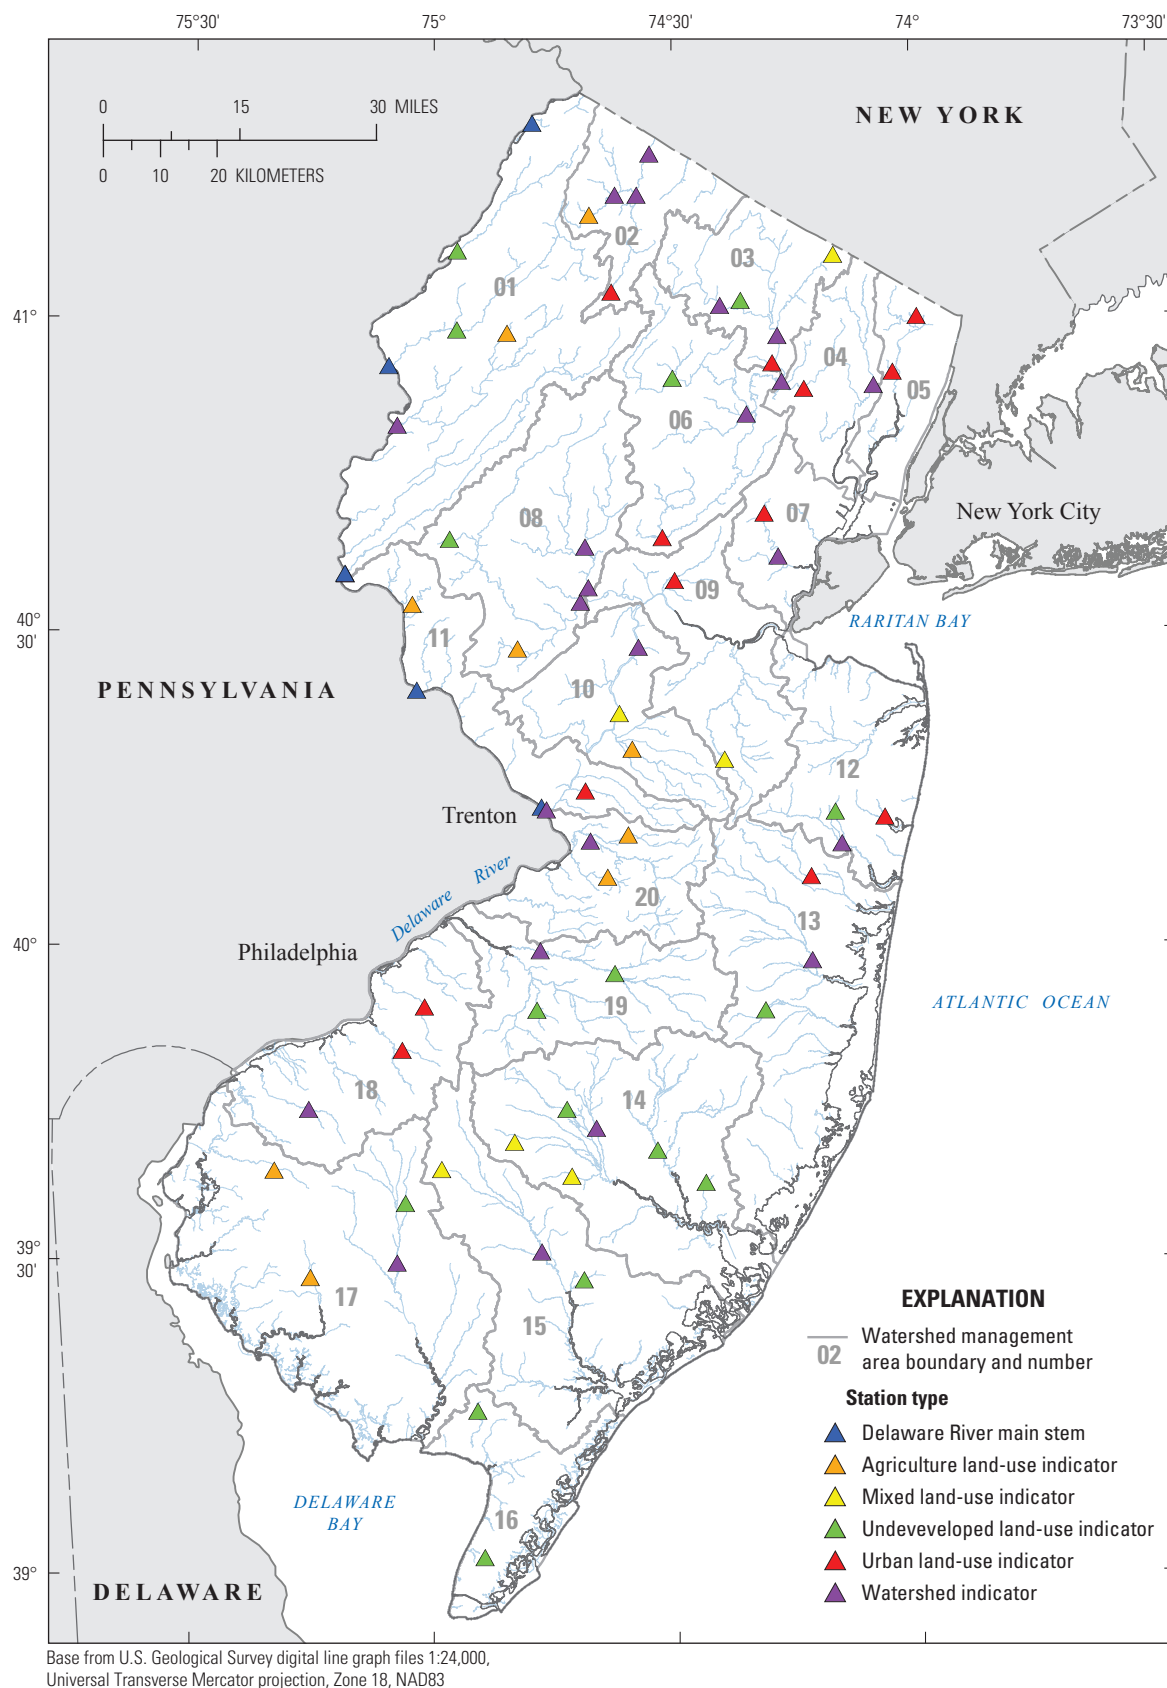 75°30'
75°
74°30'
74°
73°30'
0 15 30 MILES
0 10 20 KILOMETERS
NEW YORK
02
03
01
41°
04
05
06
08
07
New York City
09
40°
30'
RARITAN BAY
11
PENNSYLVANIA
10
12
Trenton
Delaware River
20
13
40°
Philadelphia
19
ATLANTIC OCEAN
18
14
39°
30'
17
15
EXPLANATION
02
Watershed management
area boundary and number
Station type
Delaware River main stem
Agriculture land-use indicator
Mixed land-use indicator
Undeveveloped land-use indicator
Urban land-use indicator
Watershed indicator
DELAWARE
BAY
16
39°
DELAWARE
Base from U.S. Geological Survey digital line graph files 1:24,000,
Universal Transverse Mercator projection, Zone 18, NAD83